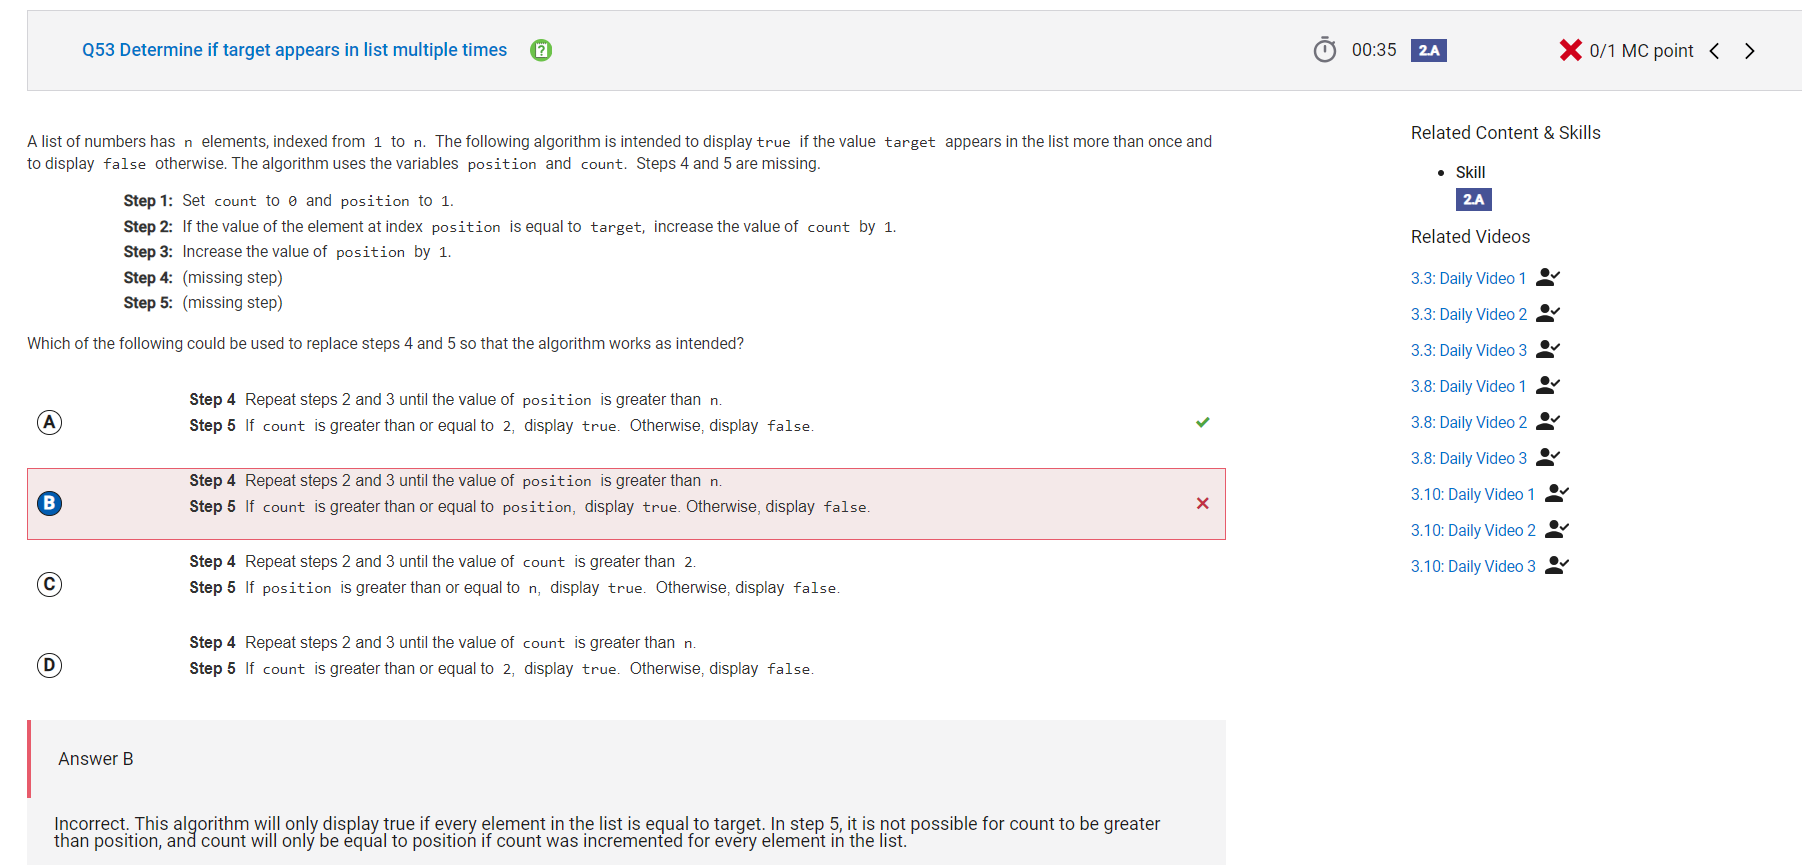 Q53 Determine if target appears in list multiple times
00:35 2.A
0/1 MC point
A list of numbers has n elements, indexed from 1 to n. The following algorithm is intended to display true if the value target appears in the list more than once and
to display false otherwise. The algorithm uses the variables position and count. Steps 4 and 5 are missing.
Step 1: Set count to 0 and position to 1.
Step 2: If the value of the element at index position is equal to target, increase the value of count by 1.
Step 3: Increase the value of position by 1.
Step 4: (missing step)
Step 5: (missing step)
Which of the following could be used to replace steps 4 and 5 so that the algorithm works as intended?
A
Step 4 Repeat steps 2 and 3 until the value of position is greater than n.
Step 5 If count is greater than or equal to 2, display true. Otherwise, display false.
B
Step 4 Repeat steps 2 and 3 until the value of position is greater than n.
Step 5 If count is greater than or equal to position, display true. Otherwise, display false.
C
Step 4 Repeat steps 2 and 3 until the value of count is greater than 2.
Step 5 If position is greater than or equal to n, display true. Otherwise, display false.
D
Step 4 Repeat steps 2 and 3 until the value of count is greater than n.
Step 5 If count is greater than or equal to 2, display true. Otherwise, display false.
Answer B
Incorrect. This algorithm will only display true if every element in the list is equal to target. In step 5, it is not possible for count to be greater
than position, and count will only be equal to position if count was incremented for every element in the list.
Related Content & Skills
• Skill
2.A
Related Videos
3.3: Daily Video 1
3.3: Daily Video 2
3.3: Daily Video 3
3.8: Daily Video 1
3.8: Daily Video 2
3.8: Daily Video 3
3.10: Daily Video 1
3.10: Daily Video 2
3.10: Daily Video 3